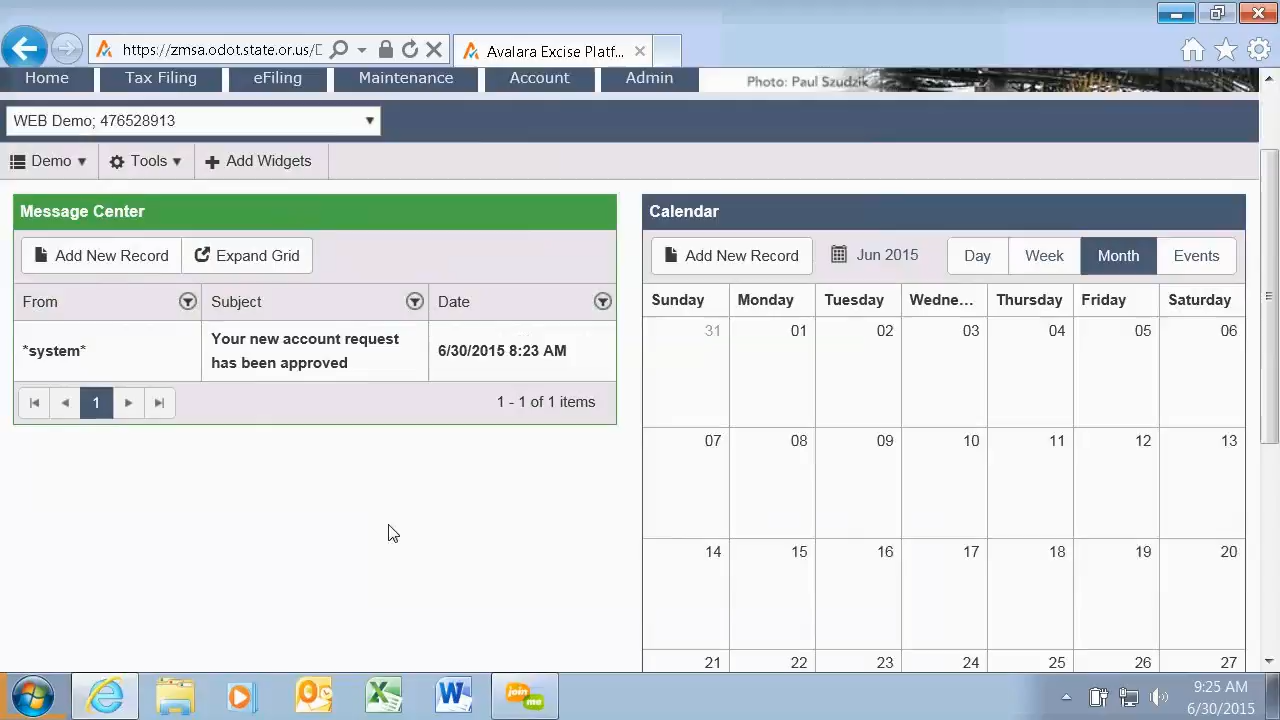 https://zmsa.odot.state.or.us/D
Avalara Excise Platf...
Home Tax Filing eFiling Maintenance Account Admin
Photo: Paul Szudzik
WEB Demo; 476528913
Demo Tools Add Widgets
Message Center
Add New Record Expand Grid
From Subject Date
*system* Your new account request 6/30/2015 8:23 AM
has been approved
1 1 - 1 of 1 items
Calendar
Add New Record Jun 2015 Day Week Month Events
Sunday Monday Tuesday Wedne... Thursday Friday Saturday
31 01 02 03 04 05 06
07 08 09 10 11 12 13
14 15 16 17 18 19 20
21 22 23 24 25 26 27
join me
9:25 AM
6/30/2015